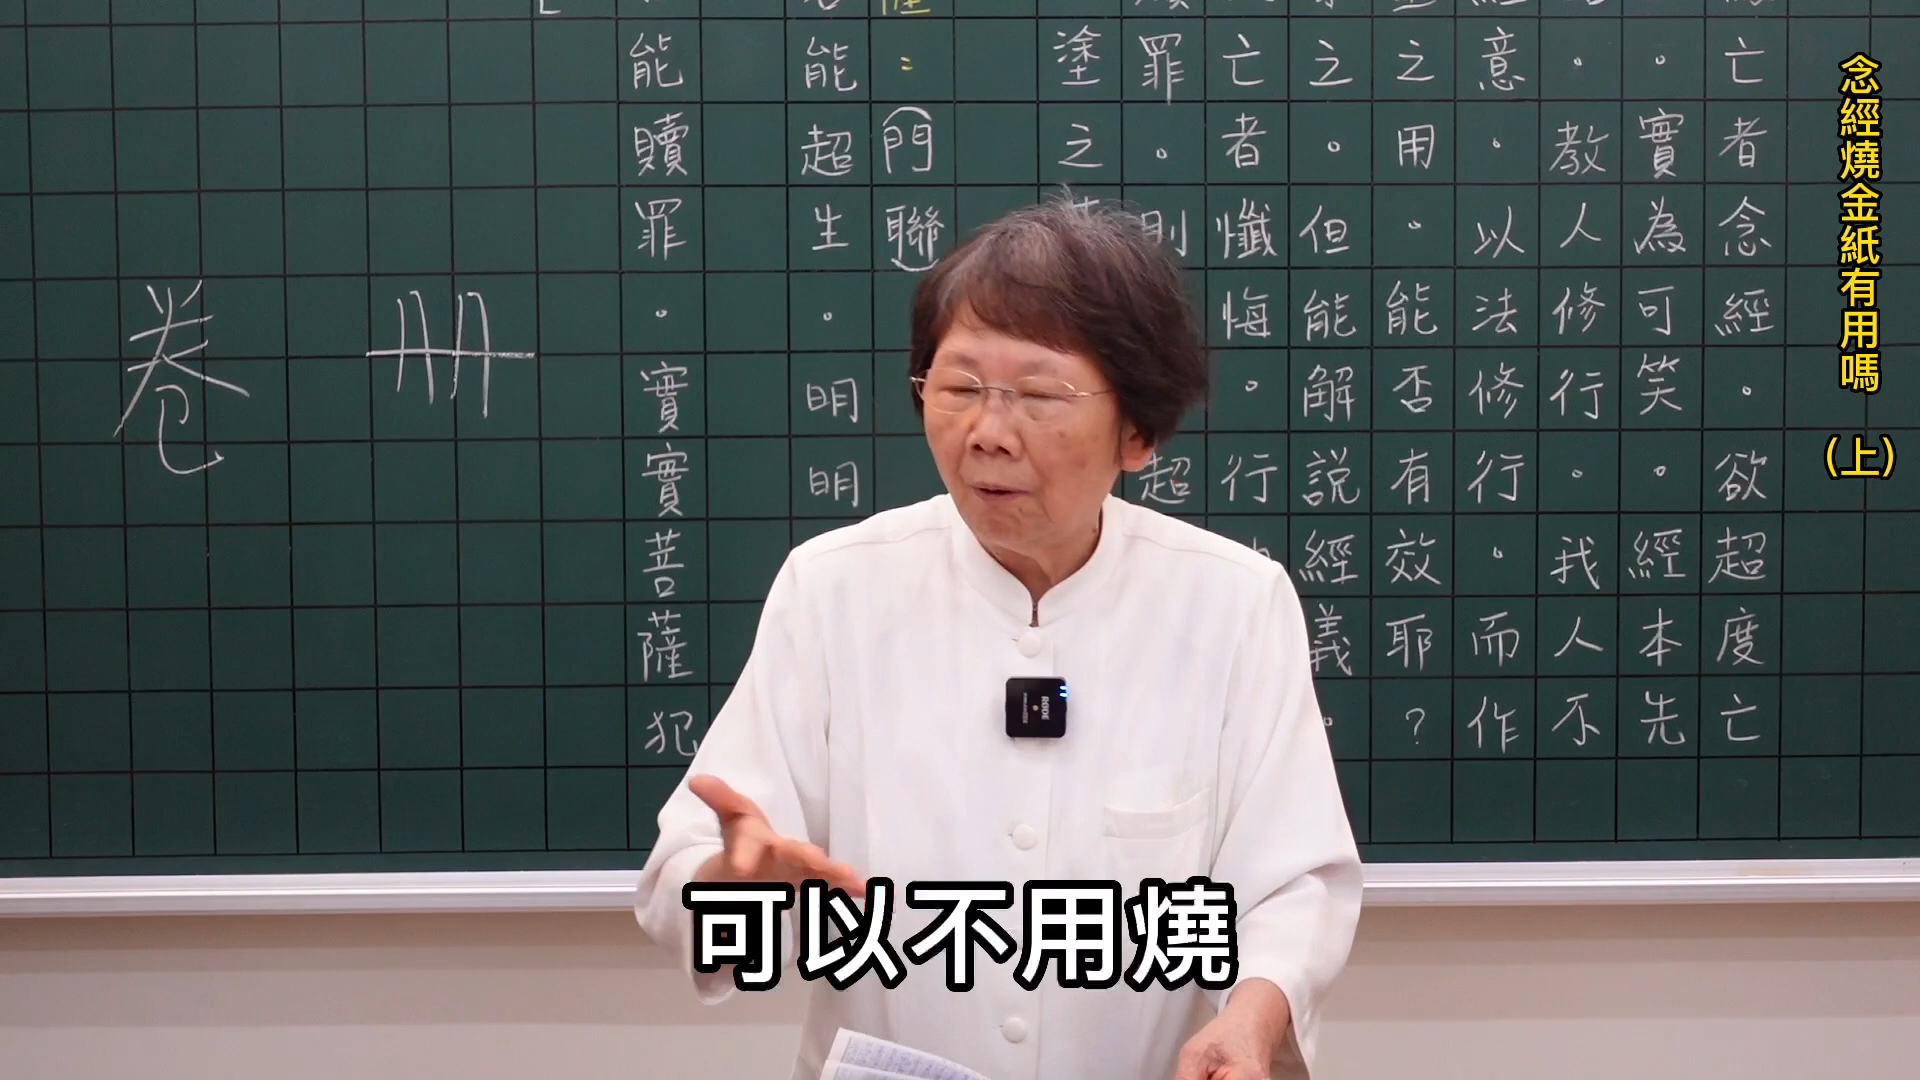 念經燒金紙有用嗎（上）
亡者念經。欲超度亡
。實為可笑。經本先
。教人修行。我人不
意。以法修行。而作
之用。能否有效耶？
之。但能解說經義。
亡者懺悔。行
罪。則超
塗之
：(門聯)
能超生。明明
能贖罪。實實菩薩犯
冊
卷
RODE
可以不用燒